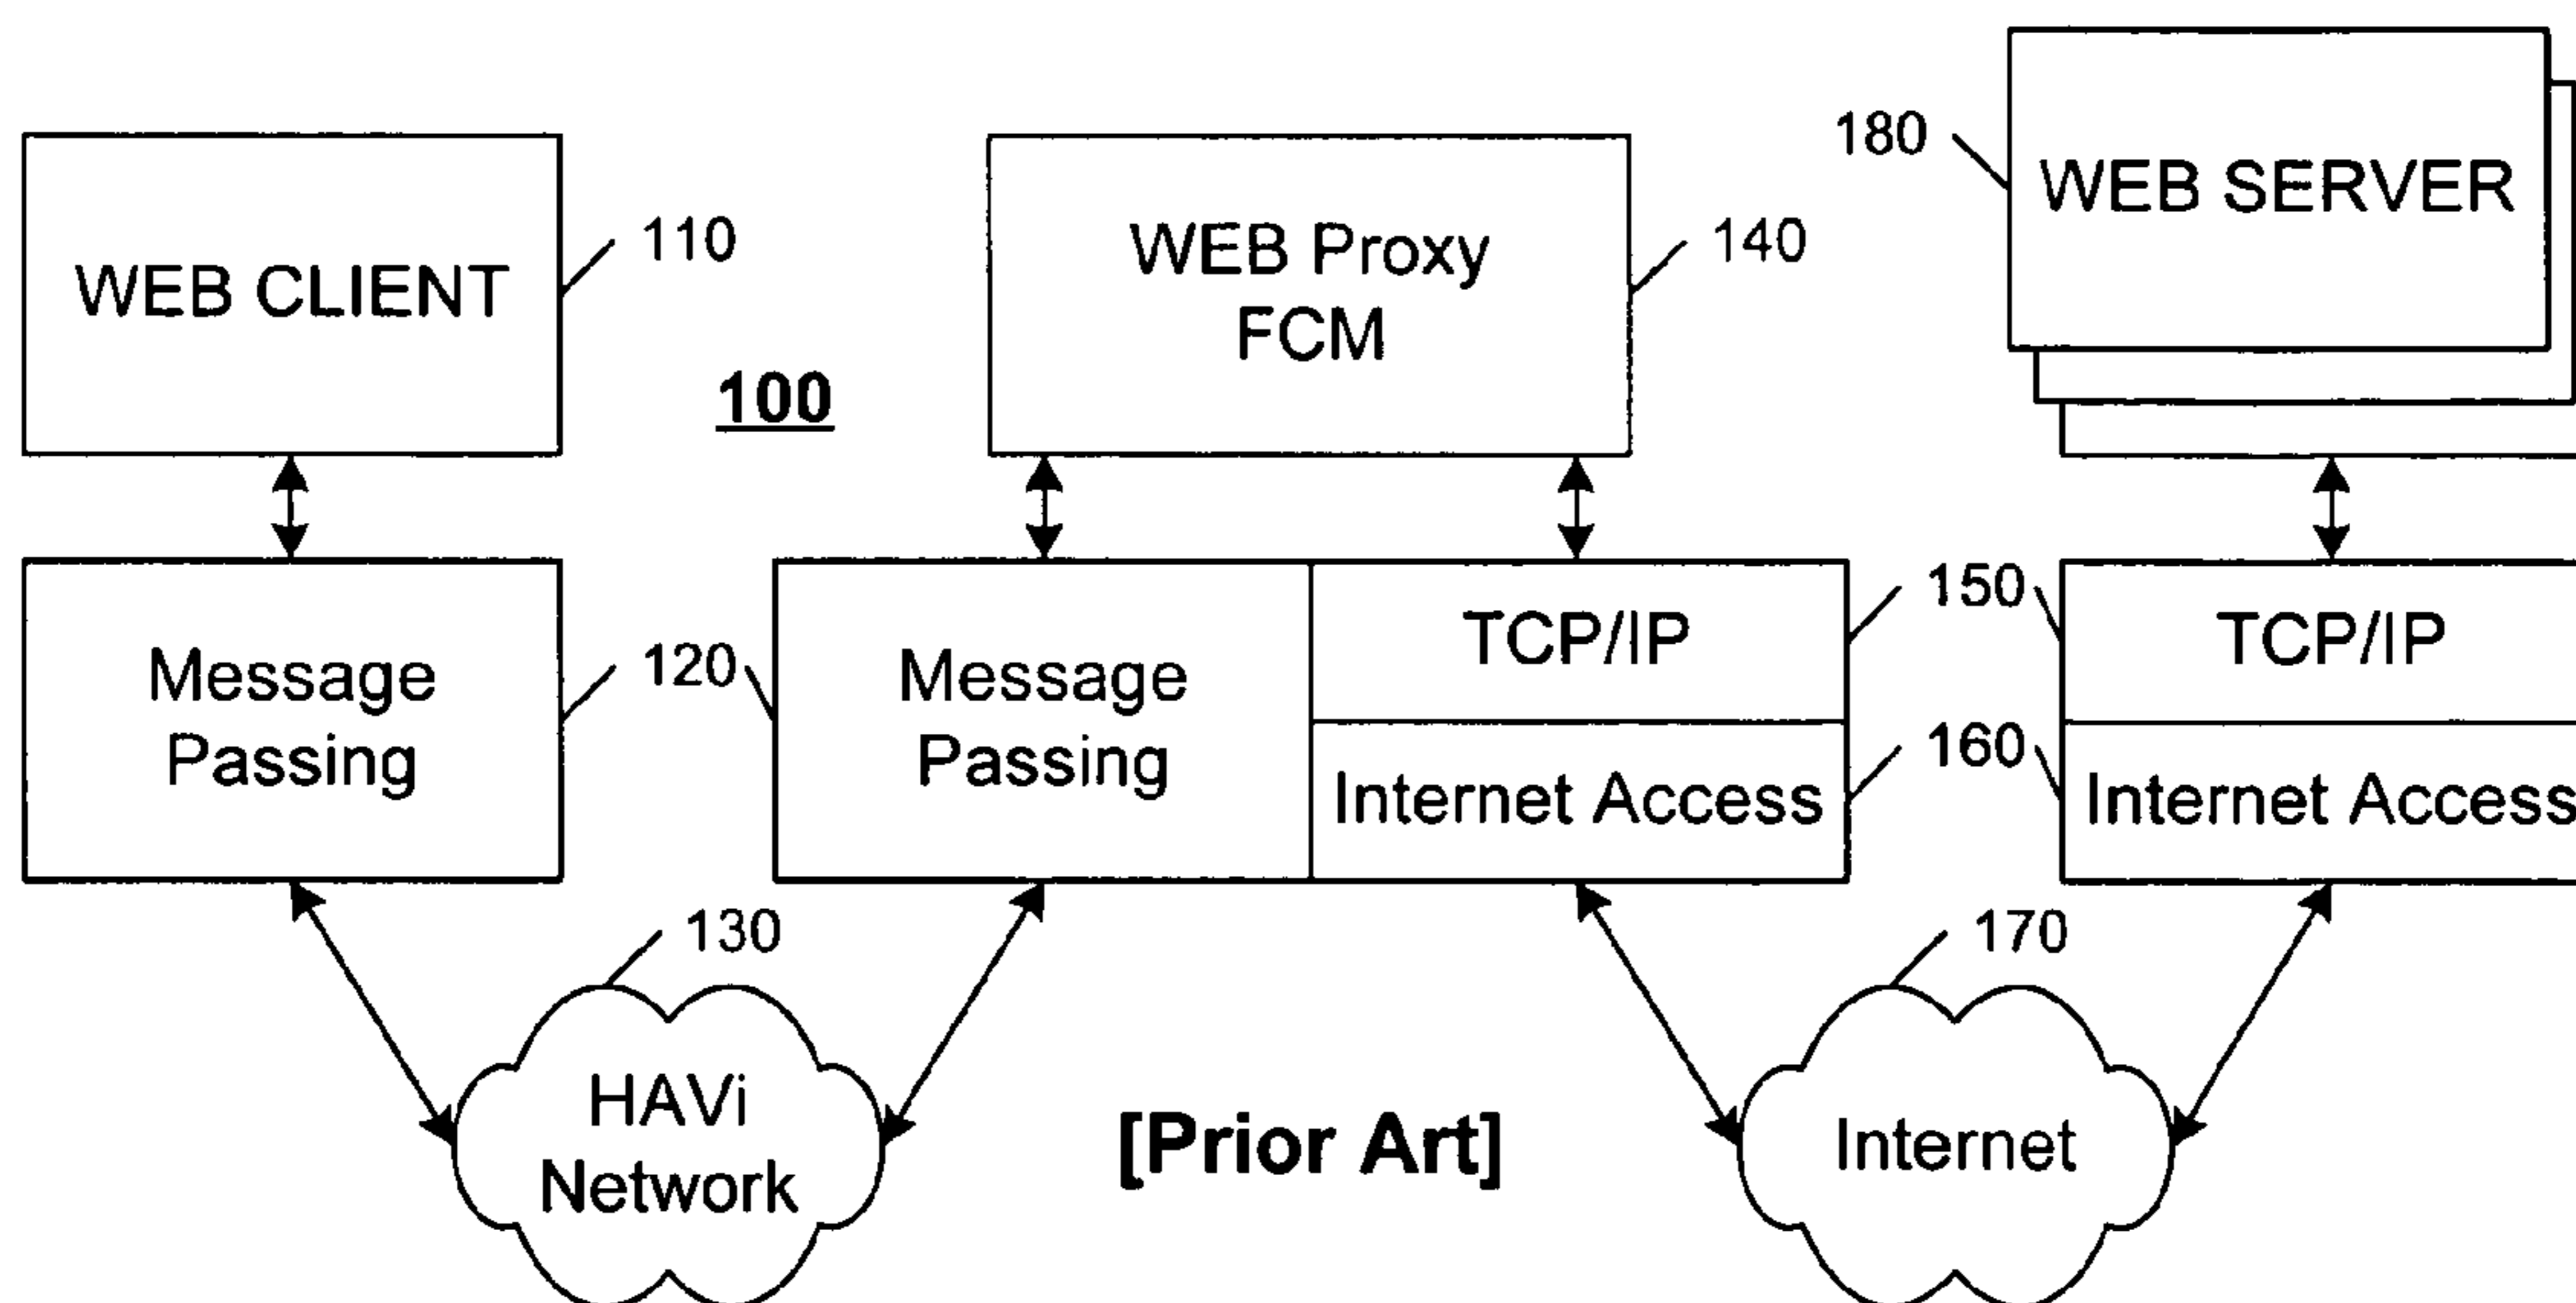 WEB CLIENT
110
100
WEB Proxy
FCM
140
180
WEB SERVER
Message
Passing
120
Message
Passing
TCP/IP
Internet Access
150
160
TCP/IP
Internet Access
130
HAVi
Network
[Prior Art]
170
Internet